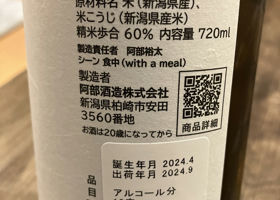 原材料名 米(新潟県産)、
米こうじ(新潟県産米)
精米歩合 60% 内容量 720ml
製造責任者 阿部裕太
シーン 食中(with a meal)
製造者
阿部酒造株式会社
新潟県柏崎市安田
3560番地
お酒は20歳になってから
商品詳細
誕生年月 2024.4
出荷年月 2024.9
アルコール分